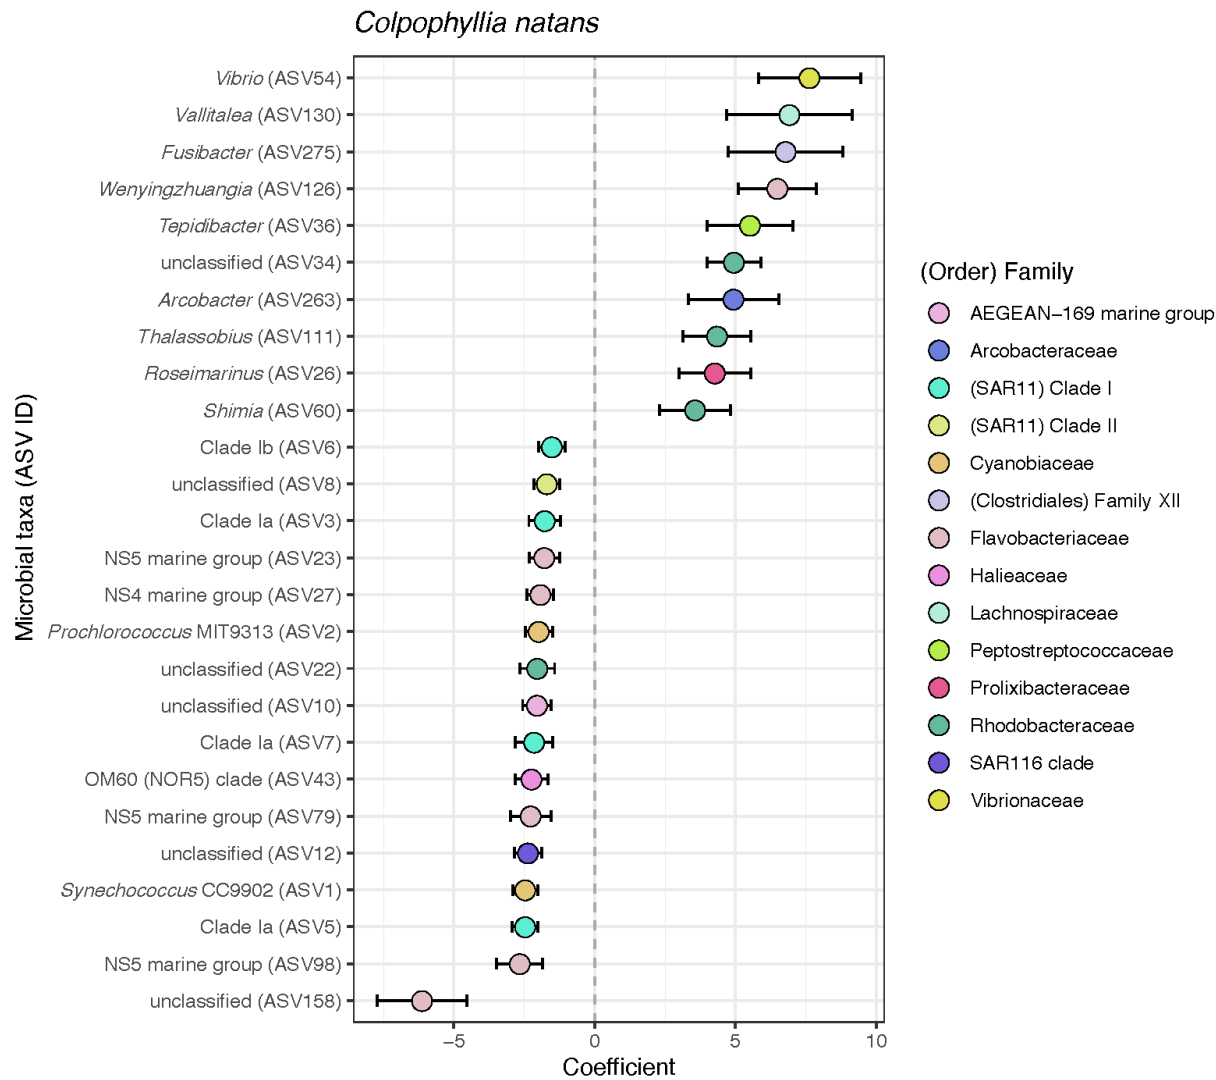 Colpophyllia natans
Vibrio (ASV54)
Vallitalea (ASV130)
Fusibacter (ASV275)
Wenyingzhuangia (ASV126)
Tepidibacter (ASV36)
unclassified (ASV34)
Arcobacter (ASV263)
Thalassobius (ASV111)
Roseimarinus (ASV26)
Shimia (ASV60)
Clade Ib (ASV6)
unclassified (ASV8)
Clade Ia (ASV3)
NS5 marine group (ASV23)
NS4 marine group (ASV27)
Prochlorococcus MIT9313 (ASV2)
unclassified (ASV22)
unclassified (ASV10)
Clade Ia (ASV7)
OM60 (NOR5) clade (ASV43)
NS5 marine group (ASV79)
unclassified (ASV12)
Synechococcus CC9902 (ASV1)
Clade Ia (ASV5)
NS5 marine group (ASV98)
unclassified (ASV158)
Microbial taxa (ASV ID)
−5 0 5 10
Coefficient
(Order) Family
AEGEAN−169 marine group
Arcobacteraceae
(SAR11) Clade I
(SAR11) Clade II
Cyanobiaceae
(Clostridiales) Family XII
Flavobacteriaceae
Halieaceae
Lachnospiraceae
Peptostreptococcaceae
Prolixibacteraceae
Rhodobacteraceae
SAR116 clade
Vibrionaceae